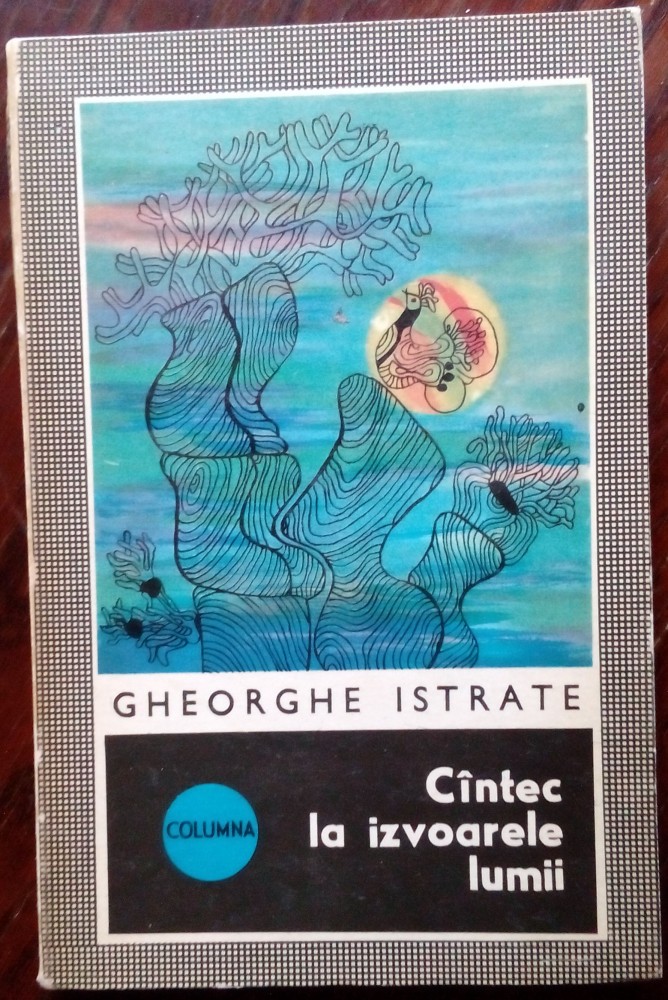 GHEORGHE ISTRATE
COLUMNA
Cîntec
la izvoarele
lumii